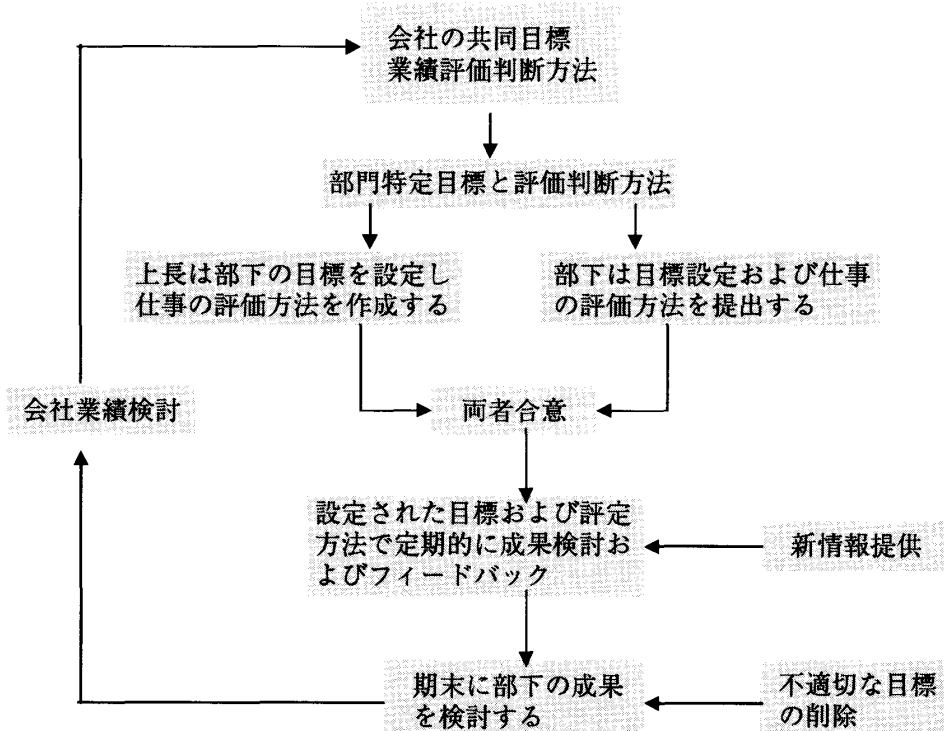 会社の共同目標
業績評価判断方法
部門特定目標と評価判断方法
上長は部下の目標を設定し
仕事の評価方法を作成する
部下は目標設定および仕事
の評価方法を提出する
会社業績検討
両者合意
設定された目標および評定
方法で定期的に成果検討お
よびフィードバック
新情報提供
期末に部下の成果
を検討する
不適切な目標
の削除